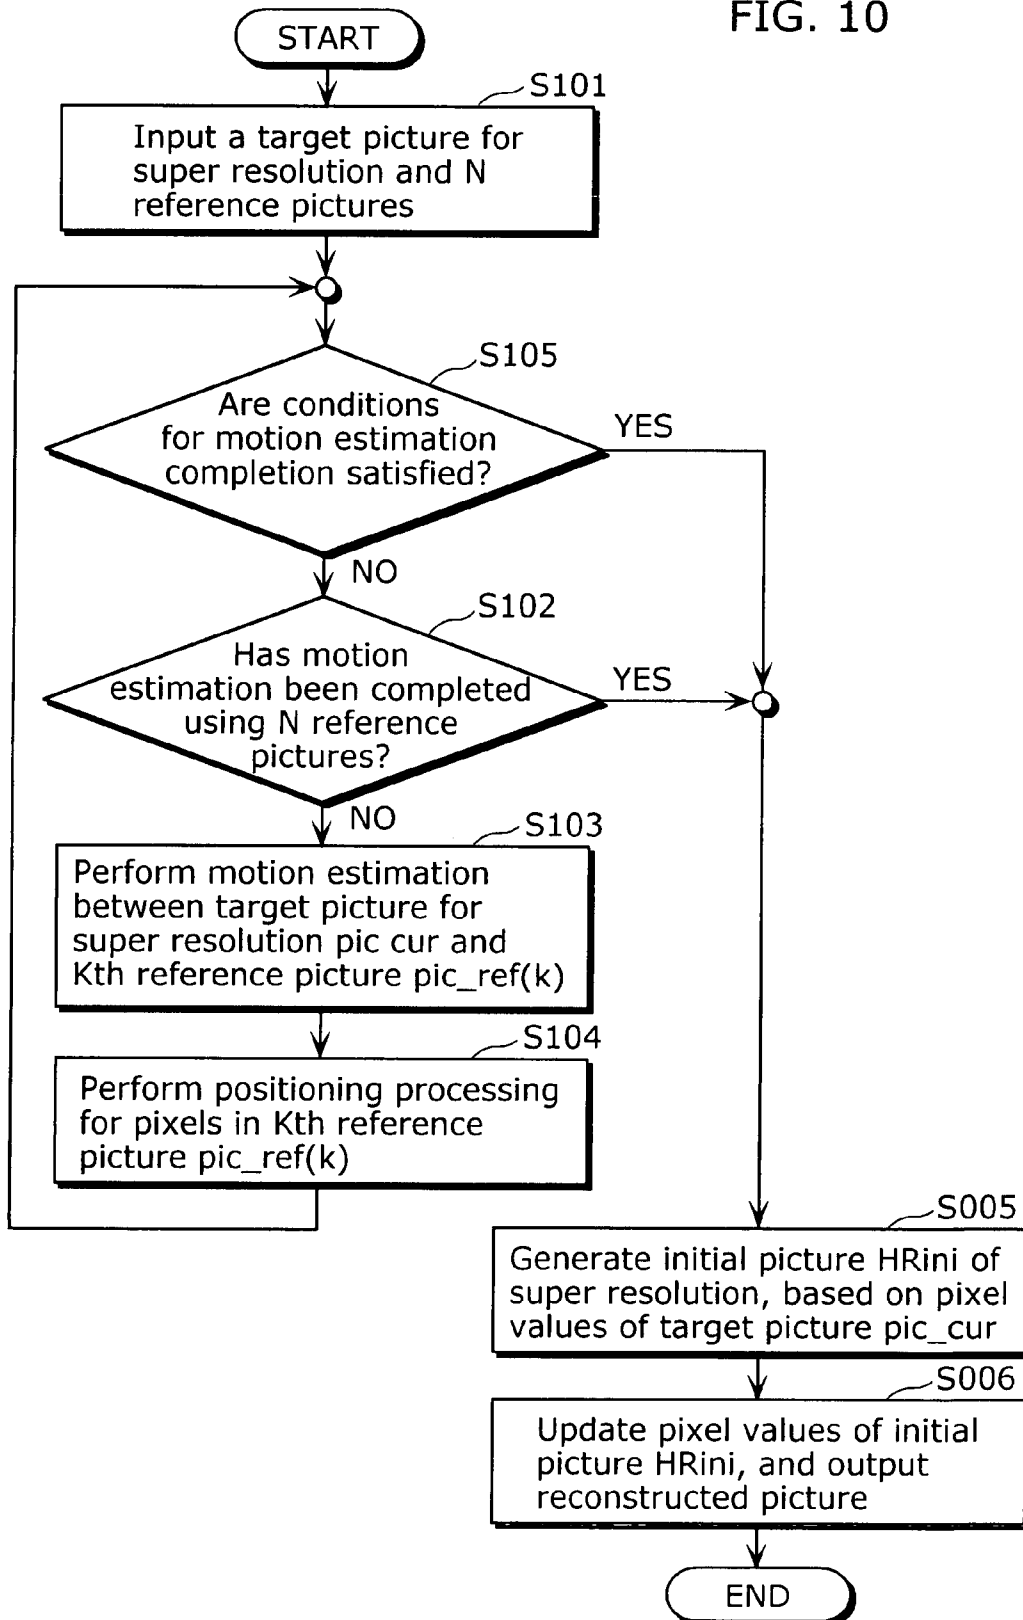 FIG. 10
START
S101
Input a target picture for
super resolution and N
reference pictures
S105
Are conditions
for motion estimation
completion satisfied?
YES
NO
S102
Has motion
estimation been completed
using N reference
pictures?
YES
NO
S103
Perform motion estimation
between target picture for
super resolution pic cur and
Kth reference picture pic_ref(k)
S104
Perform positioning processing
for pixels in Kth reference
picture pic_ref(k)
S005
Generate initial picture HRini of
super resolution, based on pixel
values of target picture pic_cur
S006
Update pixel values of initial
picture HRini, and output
reconstructed picture
END